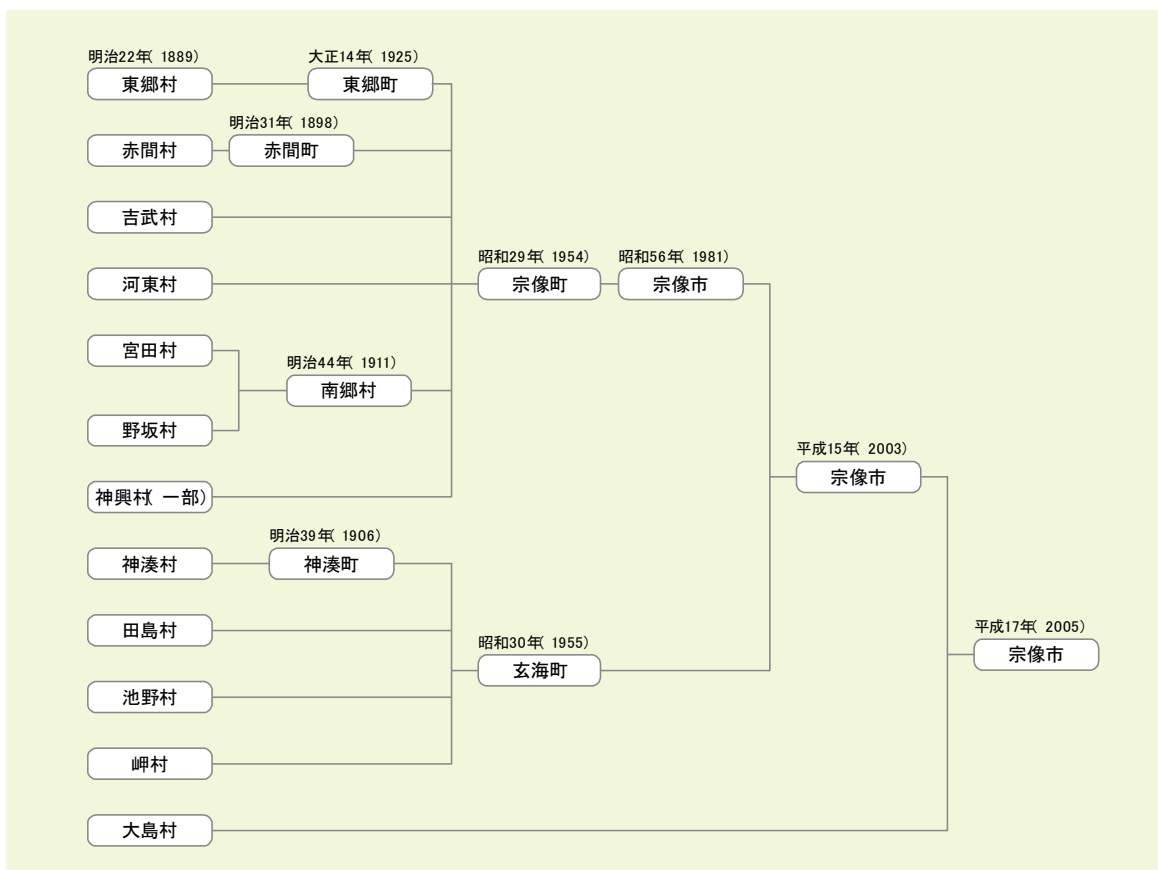 明治22年( 1889)
大正14年( 1925)
東郷村
東郷町
明治31年( 1898)
赤間村
赤間町
吉武村
昭和29年( 1954)
昭和56年( 1981)
河東村
宗像町
宗像市
宮田村
明治44年( 1911)
南郷村
野坂村
平成15年( 2003)
宗像市
神興村( 一部)
明治39年( 1906)
神湊村
神湊町
田島村
平成17年( 2005)
昭和30年( 1955)
宗像市
玄海町
池野村
岬村
大島村